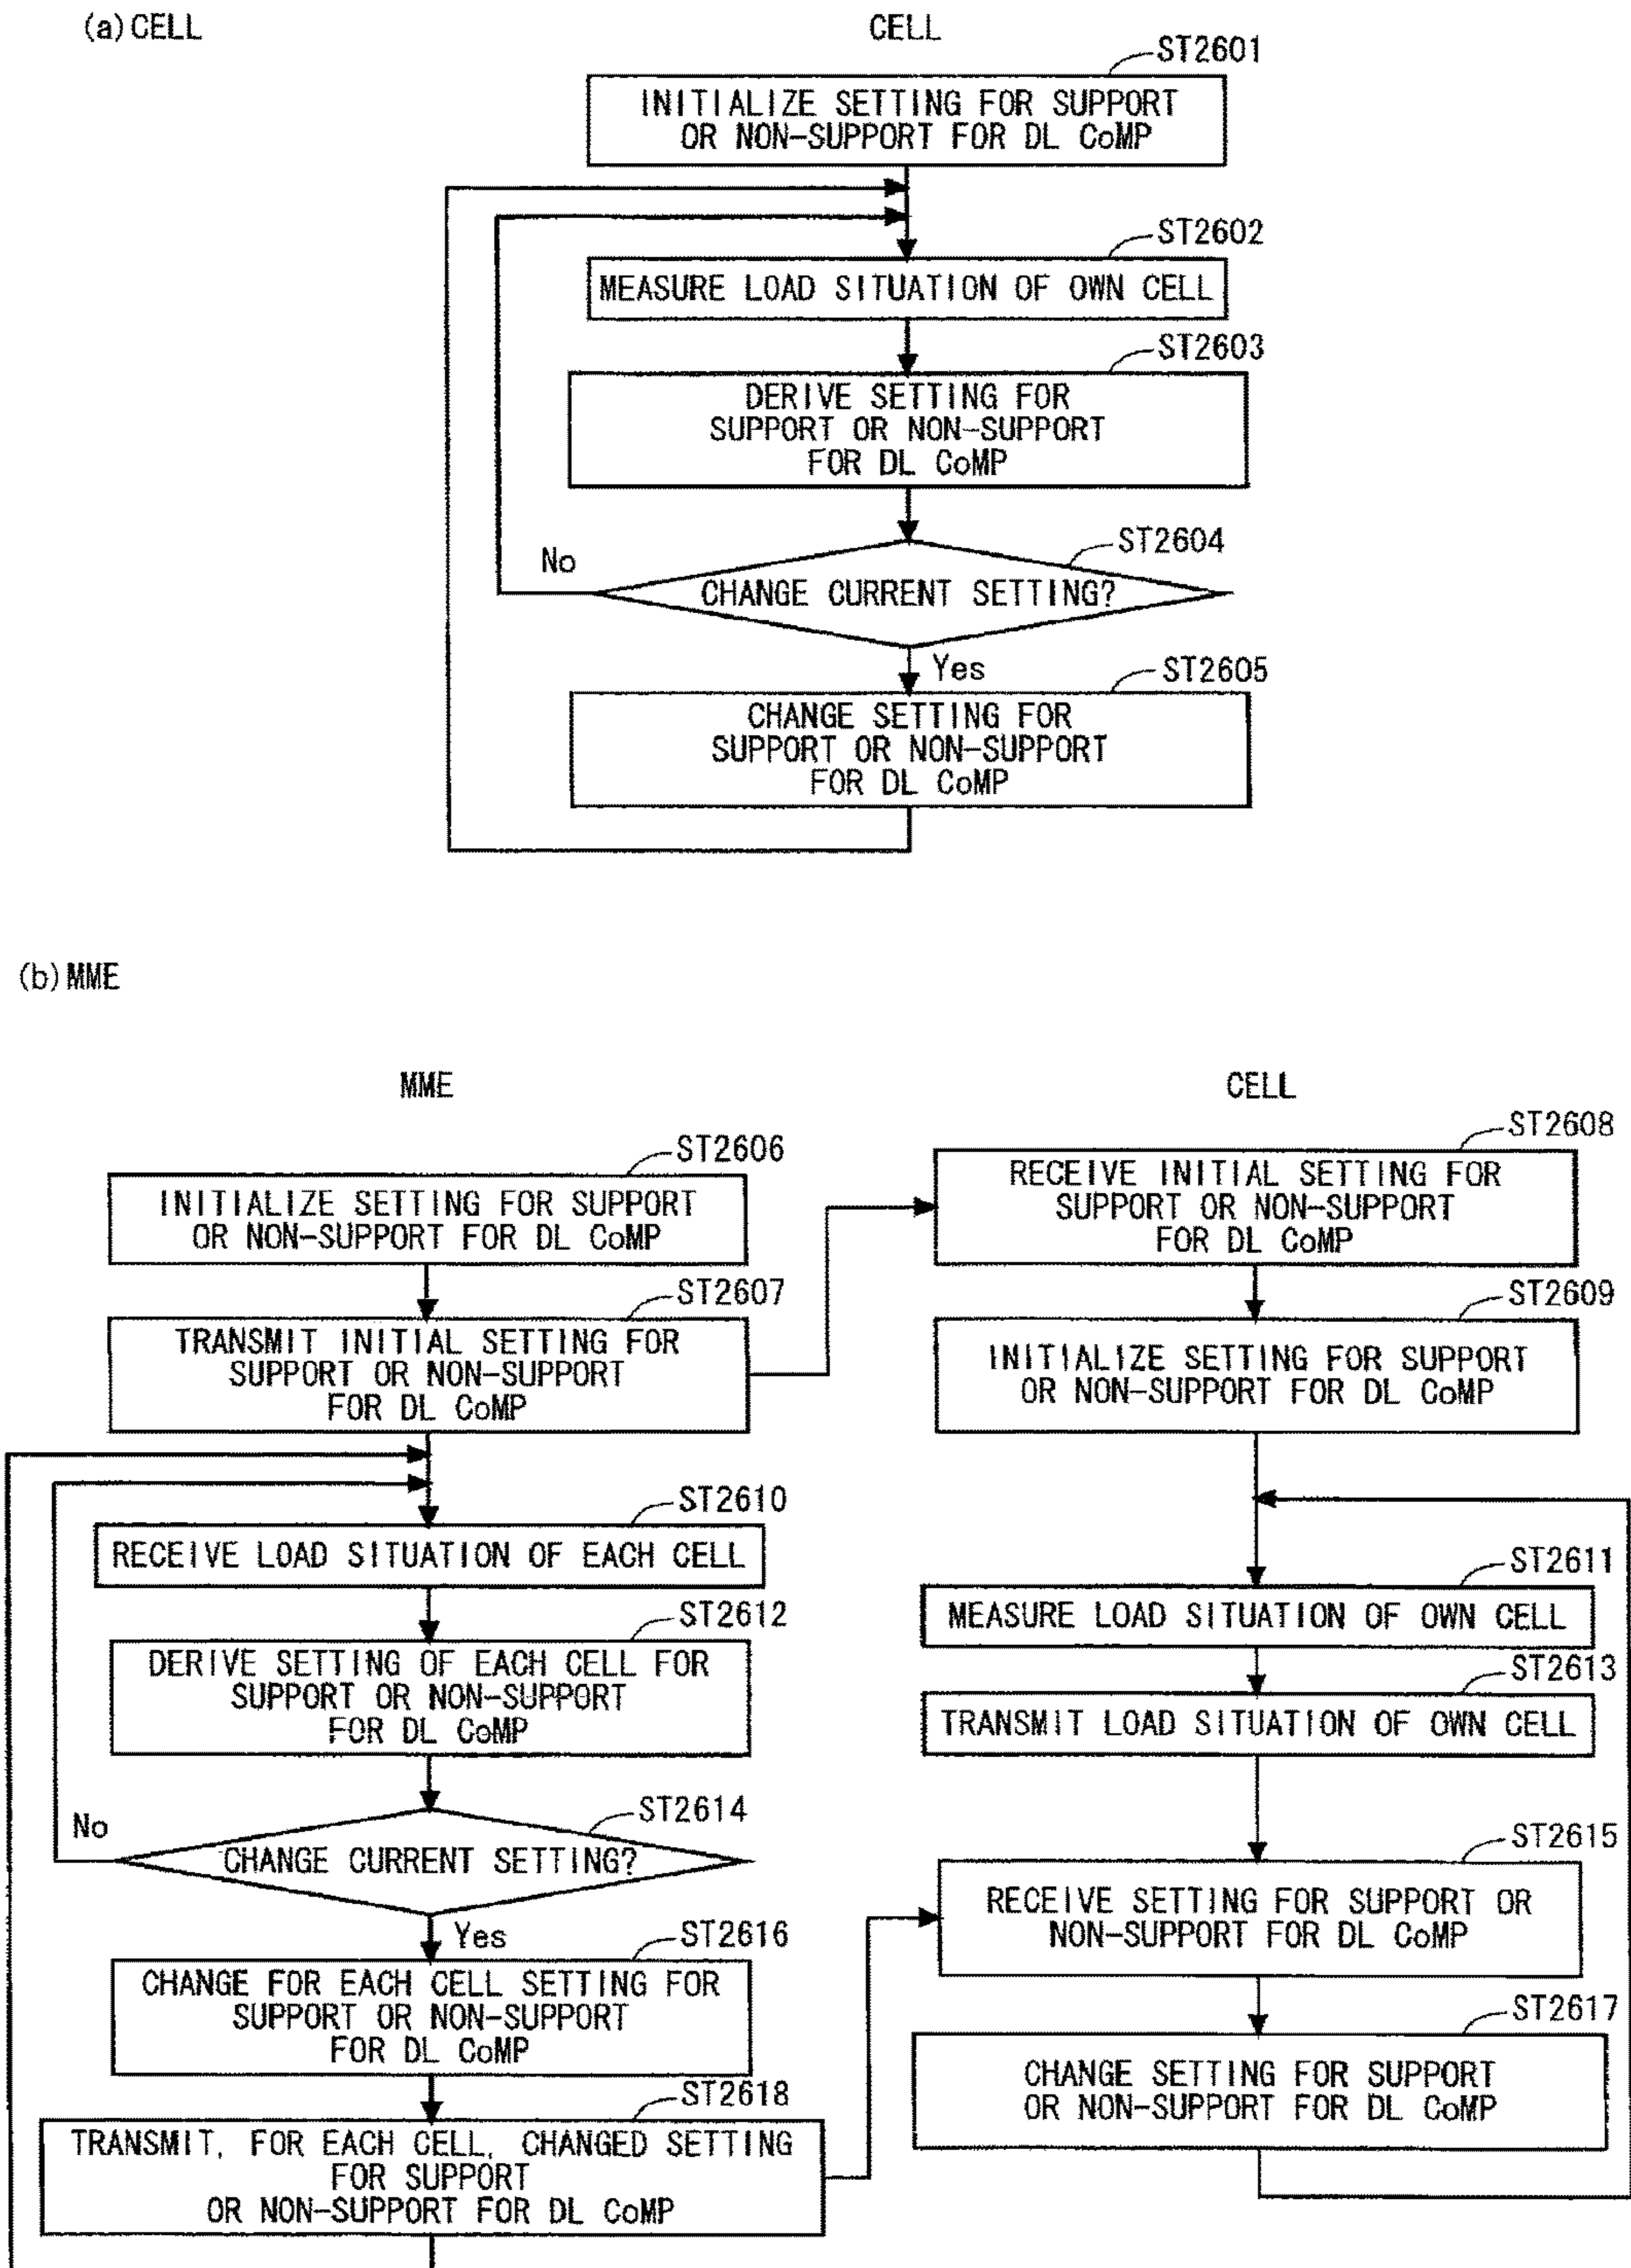 (a)CELL
CELL
ST2601
INITIALIZE SETTING FOR SUPPORT
OR NON-SUPPORT FOR DL CoMP
ST2602
MEASURE LOAD SITUATION OF OWN CELL
ST2603
DERIVE SETTING FOR
SUPPORT OR NON-SUPPORT
FOR DL CoMP
ST2604
No
CHANGE CURRENT SETTING?
Yes
ST2605
CHANGE SETTING FOR
SUPPORT OR NON-SUPPORT
FOR DL CoMP
(b)MME
MME
ST2606
INITIALIZE SETTING FOR SUPPORT
OR NON-SUPPORT FOR DL CoMP
ST2607
TRANSMIT INITIAL SETTING FOR
SUPPORT OR NON-SUPPORT
FOR DL CoMP
ST2610
RECEIVE LOAD SITUATION OF EACH CELL
ST2612
DERIVE SETTING OF EACH CELL FOR
SUPPORT OR NON-SUPPORT
FOR DL CoMP
ST2614
No
CHANGE CURRENT SETTING?
Yes
ST2616
CHANGE FOR EACH CELL SETTING FOR
SUPPORT OR NON-SUPPORT
FOR DL CoMP
ST2618
TRANSMIT, FOR EACH CELL, CHANGED SETTING
FOR SUPPORT
OR NON-SUPPORT FOR DL CoMP
CELL
ST2608
RECEIVE INITIAL SETTING FOR
SUPPORT OR NON-SUPPORT
FOR DL CoMP
ST2609
INITIALIZE SETTING FOR SUPPORT
OR NON-SUPPORT FOR DL CoMP
ST2611
MEASURE LOAD SITUATION OF OWN CELL
ST2613
TRANSMIT LOAD SITUATION OF OWN CELL
ST2615
RECEIVE SETTING FOR SUPPORT OR
NON-SUPPORT FOR DL CoMP
ST2617
CHANGE SETTING FOR SUPPORT
OR NON-SUPPORT FOR DL CoMP